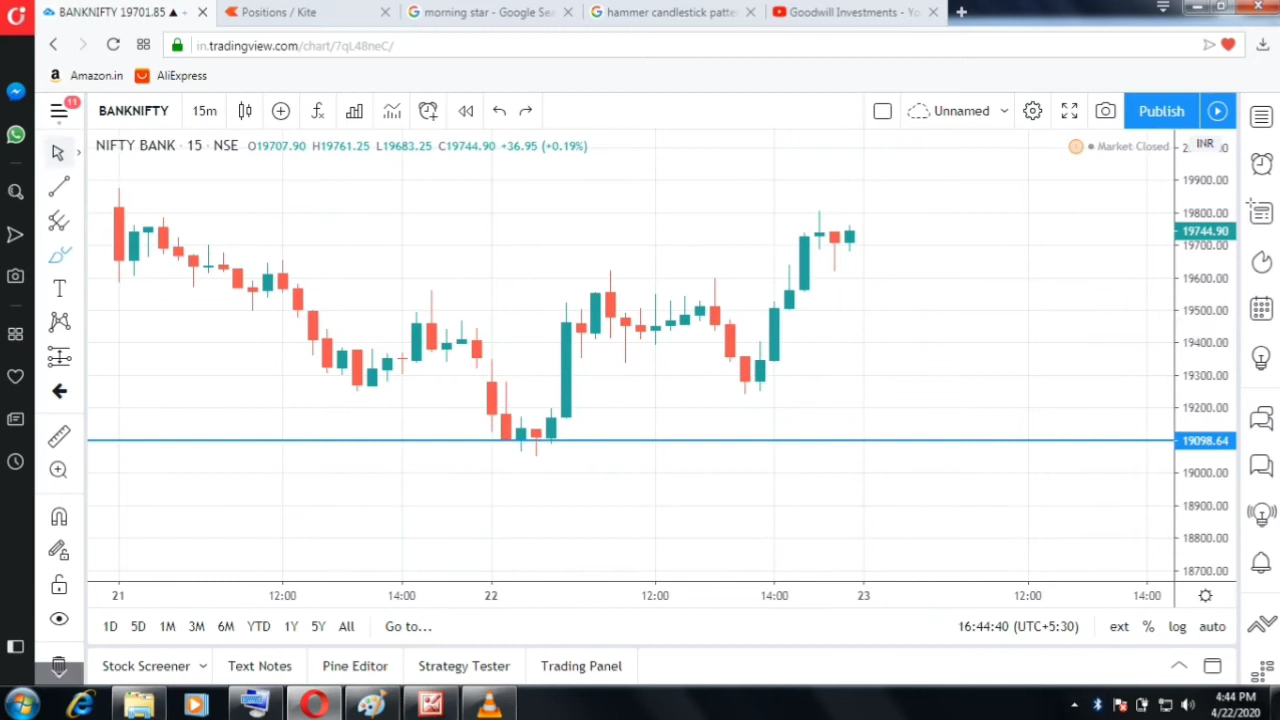 BANKNIFTY 19701.85 ▲
Positions / Kite
morning star - Google Sea
hammer candlestick patte
Goodwill Investments - Yo
in.tradingview.com/chart/7qL48neC/
Amazon.in
AliExpress
11
BANKNIFTY
15m
Unnamed
Publish
NIFTY BANK · 15 · NSE O19707.90 H19761.25 L19683.25 C19744.90 +36.95 (+0.19%)
Market Closed
INR
19900.00
19800.00
19744.90
19700.00
19600.00
19500.00
19400.00
19300.00
19200.00
19098.64
19000.00
18900.00
18800.00
18700.00
21 12:00 14:00 22 12:00 14:00 23 12:00 14:00
1D 5D 1M 3M 6M YTD 1Y 5Y All Go to...
16:44:40 (UTC+5:30) ext % log auto
Stock Screener Text Notes Pine Editor Strategy Tester Trading Panel
4:44 PM
4/22/2020